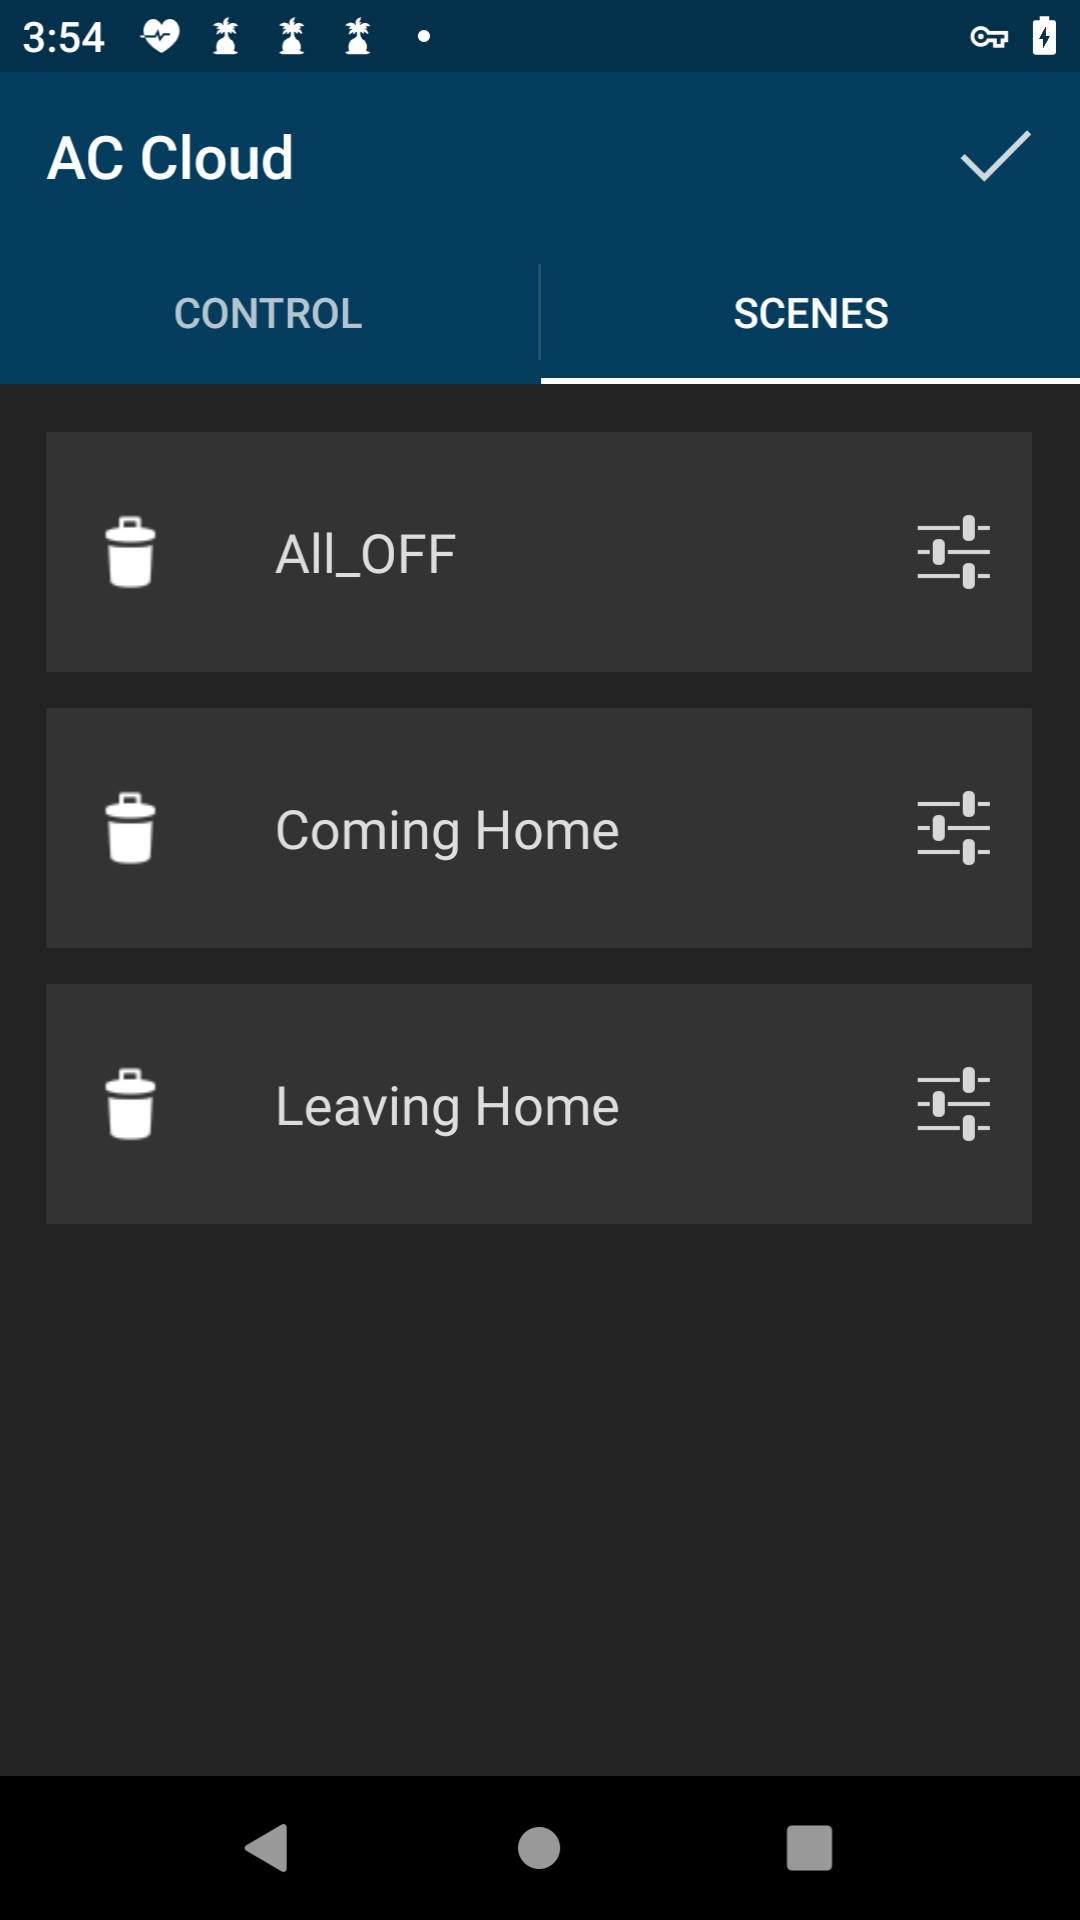 3:54
AC Cloud
CONTROL
SCENES
All_OFF
Coming Home
Leaving Home